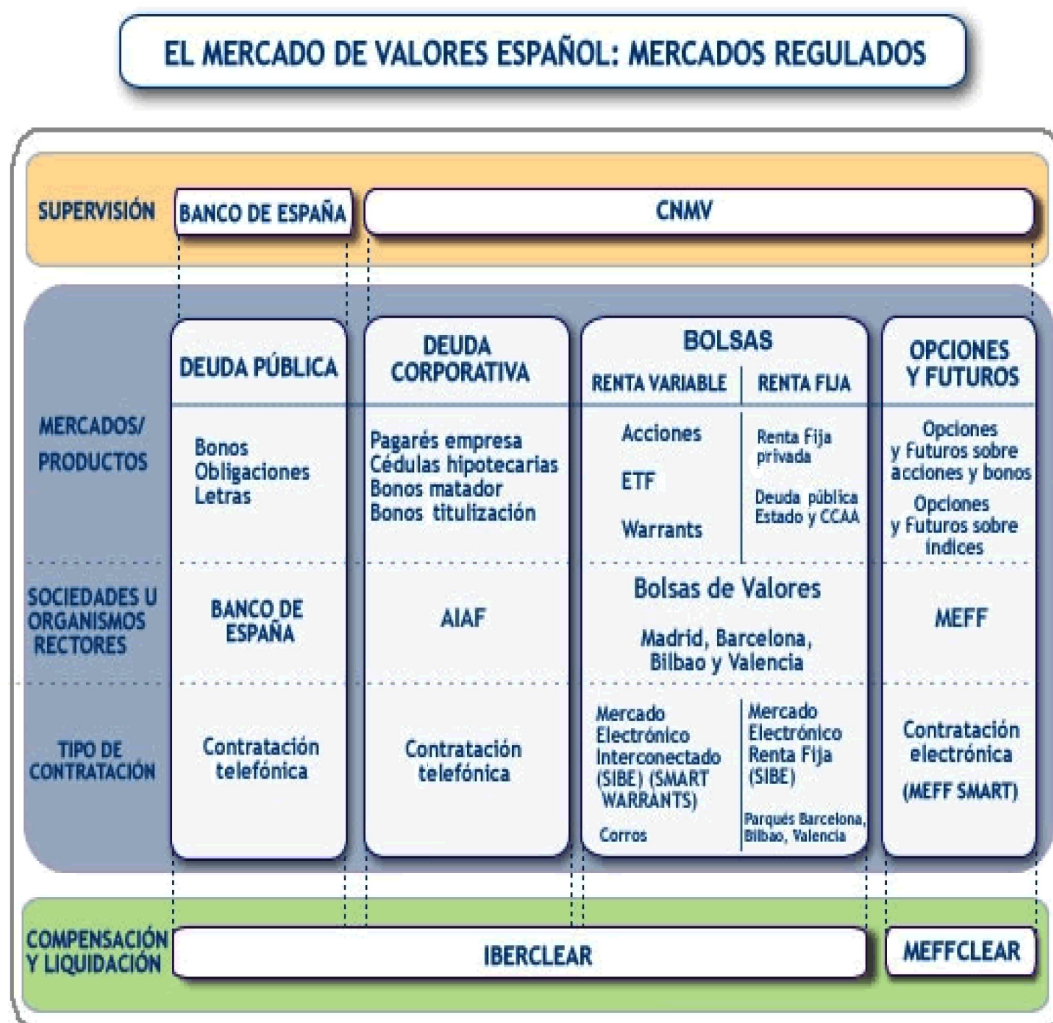 EL MERCADO DE VALORES ESPAÑOL: MERCADOS REGULADOS
SUPERVISIÓN
BANCO DE ESPAÑA
CNMV
MERCADOS/
PRODUCTOS
DEUDA PÚBLICA
Bonos
Obligaciones
Letras
DEUDA
CORPORATIVA
Pagarés empresa
Cédulas hipotecarias
Bonos matador
Bonos titulización
BOLSAS
RENTA VARIABLE
Acciones
ETF
Warrants
RENTA FIJA
Renta Fija
privada
Deuda pública
Estado y CCAA
OPCIONES
Y FUTUROS
Opciones
y Futuros sobre
acciones y bonos
Opciones
y Futuros sobre
índices
SOCIEDADES U
ORGANISMOS
RECTORES
BANCO DE
ESPAÑA
AIAF
Bolsas de Valores
Madrid, Barcelona,
Bilbao y Valencia
MEFF
TIPO DE
CONTRATACIÓN
Contratación
telefónica
Contratación
telefónica
Mercado
Electrónico
Interconectado
(SIBE) (SMART
WARRANTS)
Corros
Mercado
Electrónico
Renta Fija
(SIBE)
Parqués Barcelona,
Bilbao, Valencia
Contratación
electrónica
(MEFF SMART)
COMPENSACIÓN
Y LIQUIDACIÓN
IBERCLEAR
MEFFCLEAR